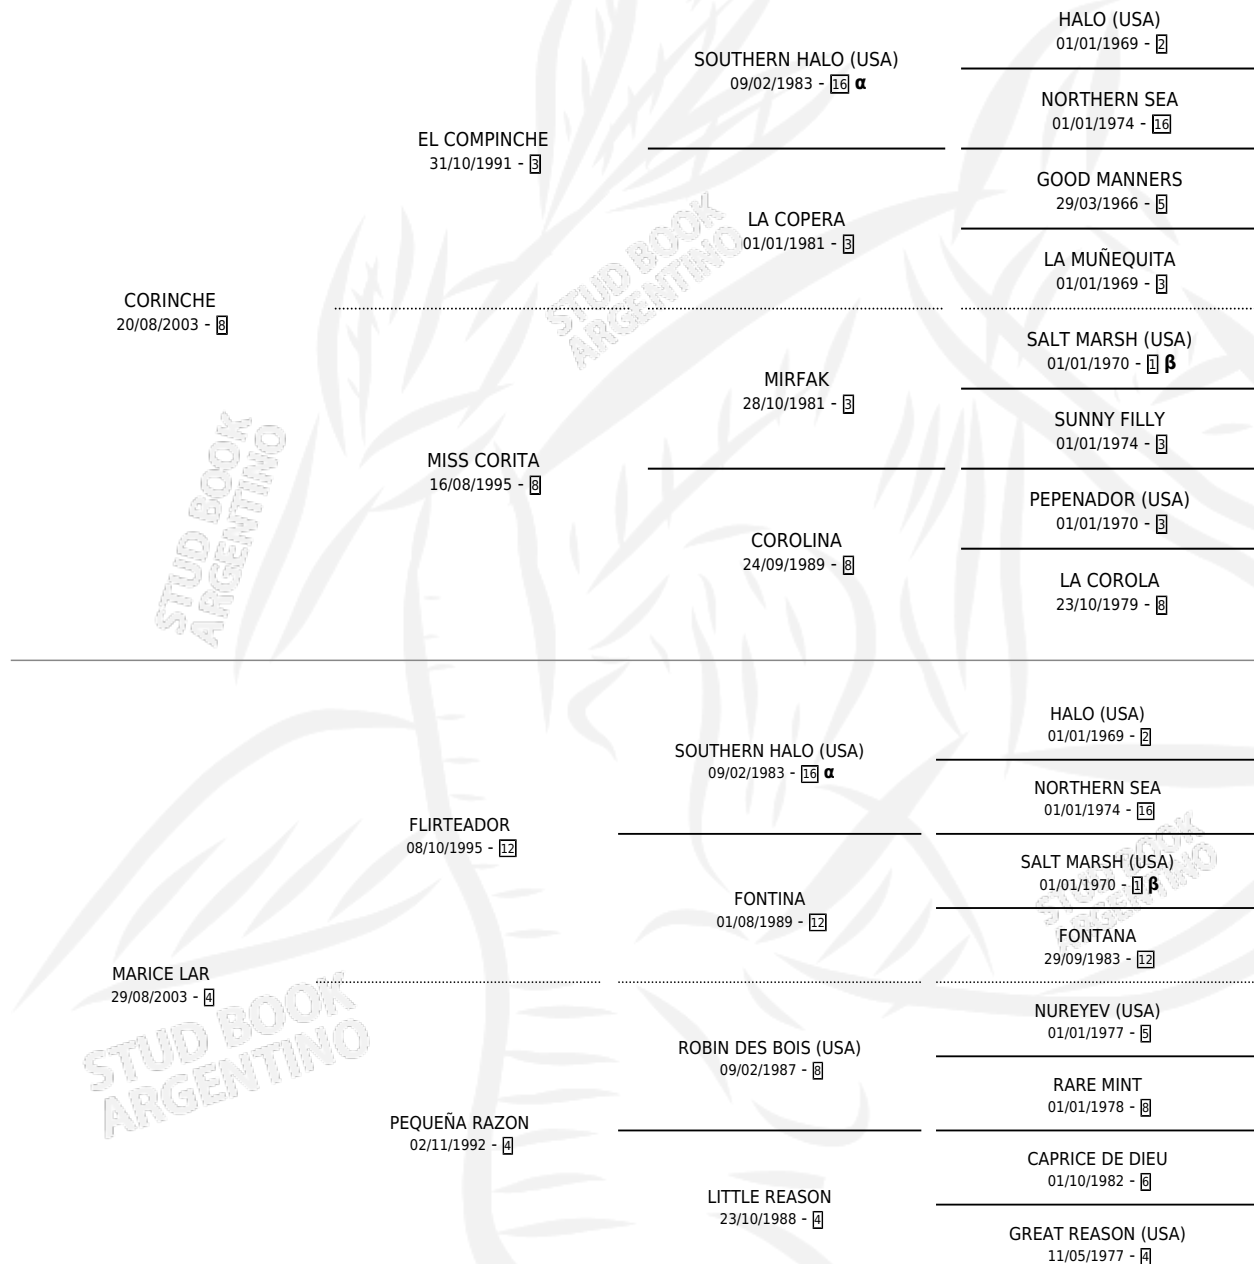 HALO (USA)
01/01/1969 - 2
SOUTHERN HALO (USA)
09/02/1983 - 16 α
NORTHERN SEA
01/01/1974 - 16
EL COMPINCHE
31/10/1991 - 3
GOOD MANNERS
29/03/1966 - 5
LA COPERA
01/01/1981 - 3
LA MUÑEQUITA
01/01/1969 - 3
CORINCHE
20/08/2003 - 8
SALT MARSH (USA)
01/01/1970 - 1 β
MIRFAK
28/10/1981 - 3
SUNNY FILLY
01/01/1974 - 3
MISS CORITA
16/08/1995 - 8
PEPENADOR (USA)
01/01/1970 - 3
COROLINA
24/09/1989 - 8
LA COROLA
23/10/1979 - 8
HALO (USA)
01/01/1969 - 2
SOUTHERN HALO (USA)
09/02/1983 - 16 α
NORTHERN SEA
01/01/1974 - 16
FLIRTEADOR
08/10/1995 - 12
SALT MARSH (USA)
01/01/1970 - 1 β
FONTINA
01/08/1989 - 12
FONTANA
29/09/1983 - 12
MARICE LAR
29/08/2003 - 4
NUREYEV (USA)
01/01/1977 - 5
ROBIN DES BOIS (USA)
09/02/1987 - 8
RARE MINT
01/01/1978 - 8
PEQUEÑA RAZON
02/11/1992 - 4
CAPRICE DE DIEU
01/10/1982 - 6
LITTLE REASON
23/10/1988 - 4
GREAT REASON (USA)
11/05/1977 - 4
STUD BOOK
ARGENTINO
STUD BOOK
ARGENTINO
STUD BOOK
ARGENTINO
STUD BOOK
ARGENTINO